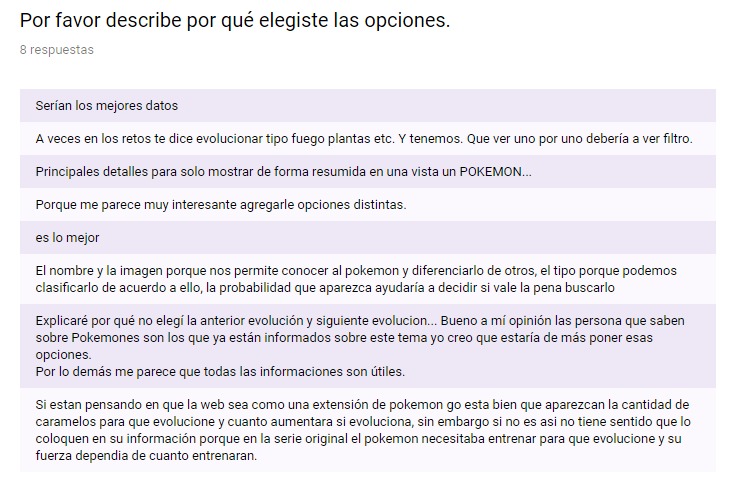 Por favor describe por qué elegiste las opciones.
8 respuestas
Serían los mejores datos
A veces en los retos te dice evolucionar tipo fuego plantas etc. Y tenemos. Que ver uno por uno debería a ver filtro.
Principales detalles para solo mostrar de forma resumida en una vista un POKEMON...
Porque me parece muy interesante agregarle opciones distintas.
es lo mejor
El nombre y la imagen porque nos permite conocer al pokemon y diferenciarlo de otros, el tipo porque podemos
clasificarlo de acuerdo a ello, la probabilidad que aparezca ayudaría a decidir si vale la pena buscarlo
Explicaré por qué no elegí la anterior evolución y siguiente evolucion... Bueno a mí opinión las persona que saben
sobre Pokemones son los que ya están informados sobre este tema yo creo que estaría de más poner esas
opciones.
Por lo demás me parece que todas las informaciones son útiles.
Si estan pensando en que la web sea como una extensión de pokemon go esta bien que aparezcan la cantidad de
caramelos para que evolucione y cuanto aumentara si evoluciona, sin embargo si no es asi no tiene sentido que lo
coloquen en su información porque en la serie original el pokemon necesitaba entrenar para que evolucione y su
fuerza dependia de cuanto entrenaran.